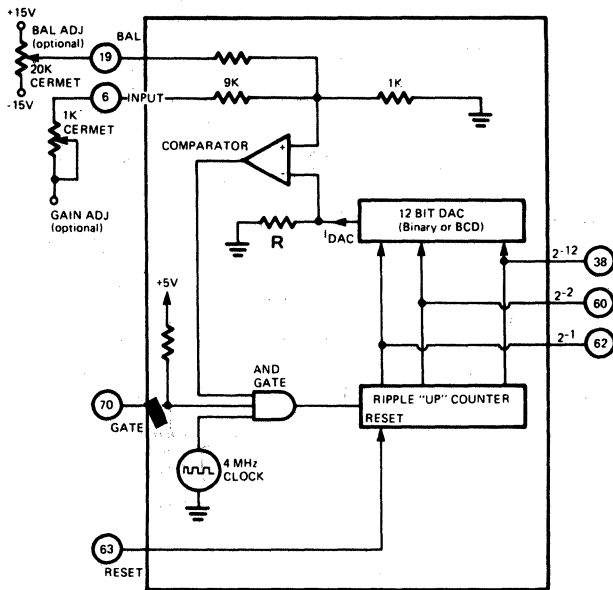 +15V
BAL ADJ
(optional)
20K
CERMET
-15V
19
BAL
6
INPUT
9K
1K
1K
CERMET
GAIN ADJ
(optional)
COMPARATOR
+
-
R
IDAC
12 BIT DAC
(Binary or BCD)
2-12
38
2-2
60
2-1
62
+5V
AND
GATE
70
GATE
RIPPLE "UP" COUNTER
RESET
4 MHz
CLOCK
63
RESET